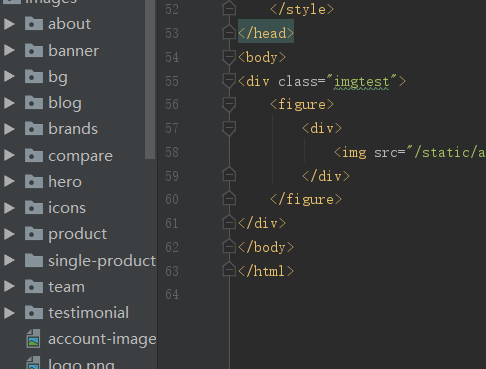 images
about
banner
bg
blog
brands
compare
hero
icons
product
single-product
team
testimonial
account-image
logo.png
52 </style>
53 </head>
54 <body>
55 <div class="imgtest">
56 <figure>
57 <div>
58 <img src="/static/a
59 </div>
60 </figure>
61 </div>
62 </body>
63 </html>
64